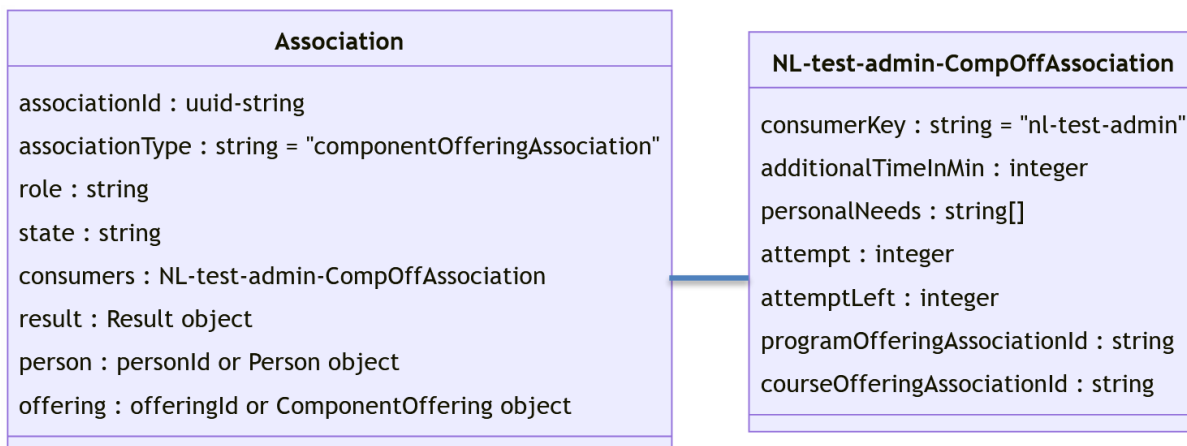 Association
associationId : uuid-string
associationType : string = "componentOfferingAssociation"
role : string
state : string
consumers : NL-test-admin-CompOffAssociation
result : Result object
person : personId or Person object
offering : offeringId or ComponentOffering object
NL-test-admin-CompOffAssociation
consumerKey : string = "nl-test-admin"
additionalTimeInMin : integer
personalNeeds : string[]
attempt : integer
attemptLeft : integer
programOfferingAssociationId : string
courseOfferingAssociationId : string